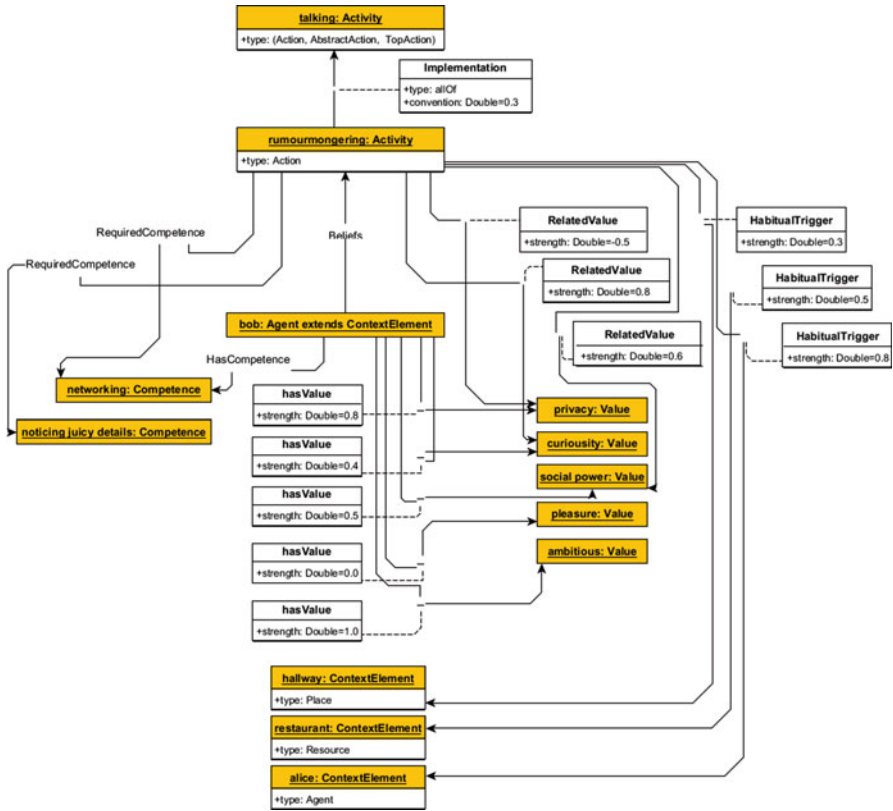 talking: Activity
+type: (Action, AbstractAction, TopAction)
Implementation
+type: allOf
+convention: Double=0.3
rumourmongering: Activity
+type: Action
RequiredCompetence
RequiredCompetence
Beliefs
RelatedValue
+strength: Double=-0.5
RelatedValue
+strength: Double=0.8
RelatedValue
+strength: Double=0.6
HabitualTrigger
+strength: Double=0.3
HabitualTrigger
+strength: Double=0.5
HabitualTrigger
+strength: Double=0.8
bob: Agent extends ContextElement
HasCompetence
networking: Competence
noticing juicy details: Competence
hasValue
+strength: Double=0.8
hasValue
+strength: Double=0.4
hasValue
+strength: Double=0.5
hasValue
+strength: Double=0.0
hasValue
+strength: Double=1.0
privacy: Value
curiousity: Value
social power: Value
pleasure: Value
ambitious: Value
hallway: ContextElement
+type: Place
restaurant: ContextElement
+type: Resource
alice: ContextElement
+type: Agent